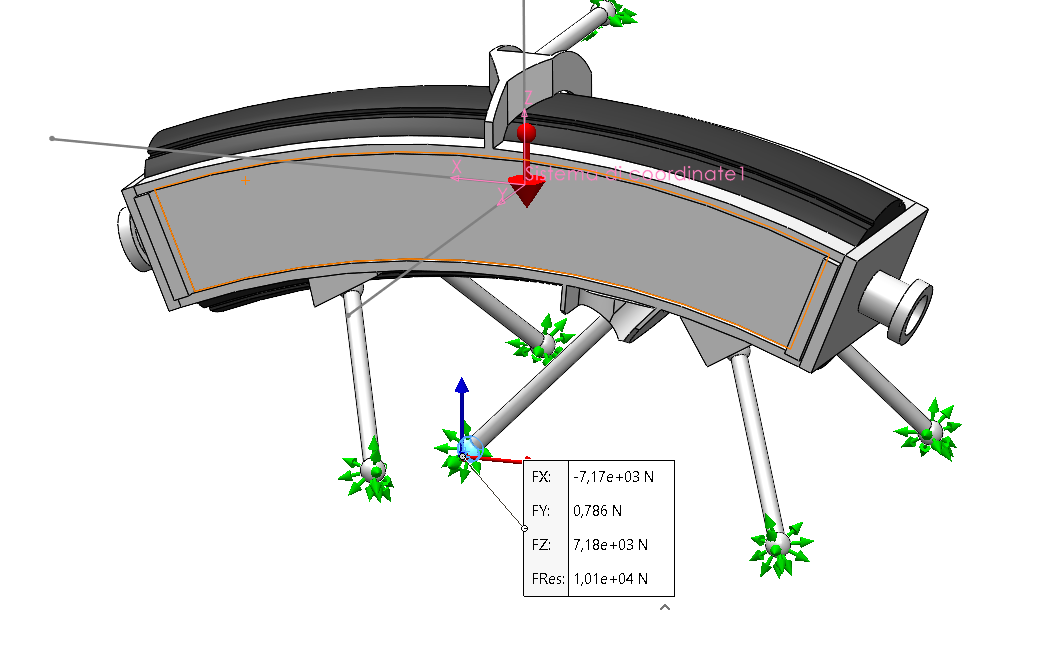 Z
X
Sistema di coordinate1
Y
FX: -7,17e+03 N
FY: 0,786 N
FZ: 7,18e+03 N
FRes: 1,01e+04 N